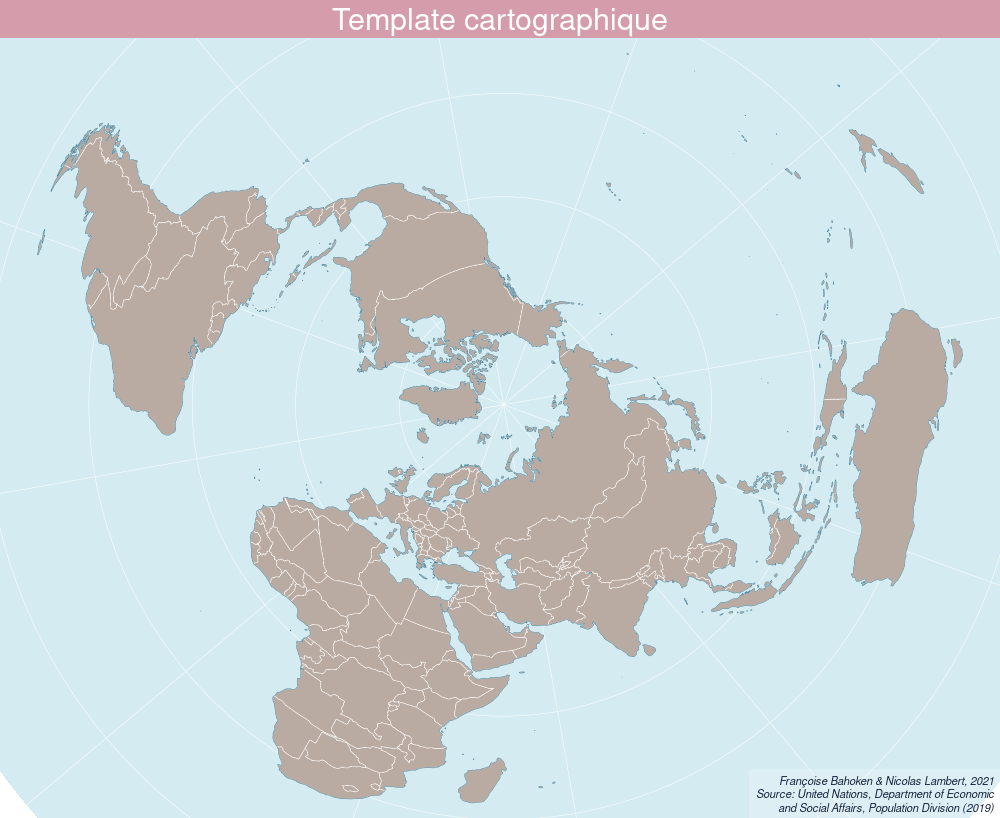 Template cartographique
Françoise Bahoken & Nicolas Lambert, 2021
Source: United Nations, Department of Economic
and Social Affairs, Population Division (2019)